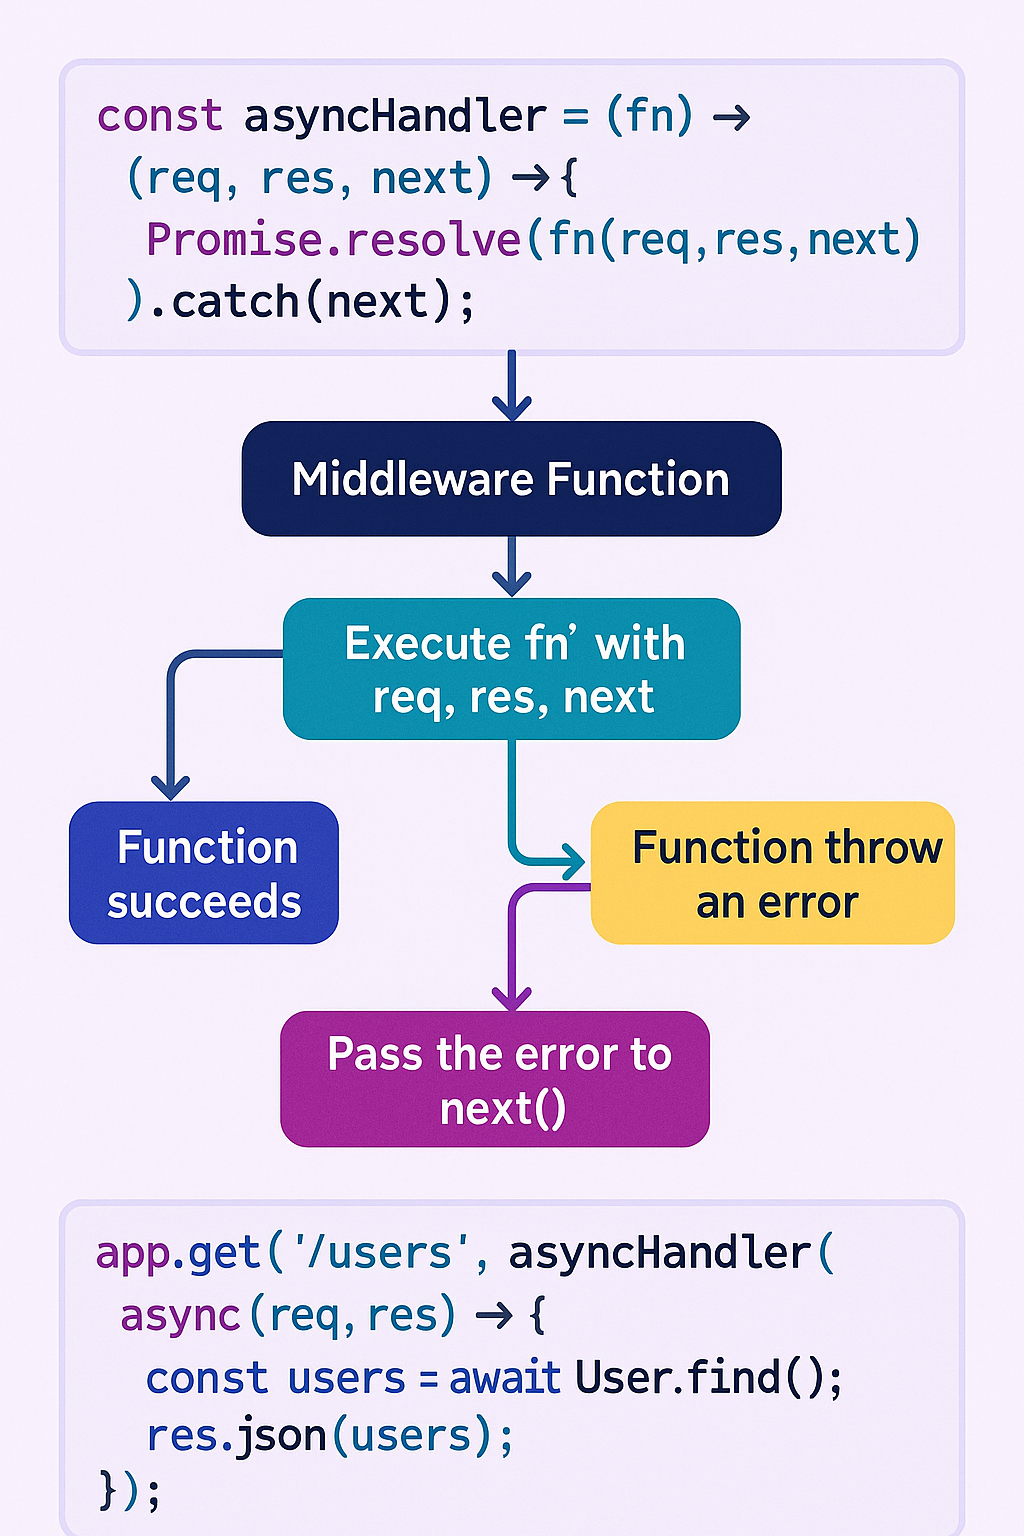 const asyncHandler = (fn) →
(req, res, next) → {
Promise.resolve(fn(req,res,next)
).catch(next);
Middleware Function
Execute fn’ with
req, res, next
Function
succeeds
Function throw
an error
Pass the error to
next()
app.get('/users', asyncHandler(
async(req, res) → {
const users = await User.find();
res.json(users);
});